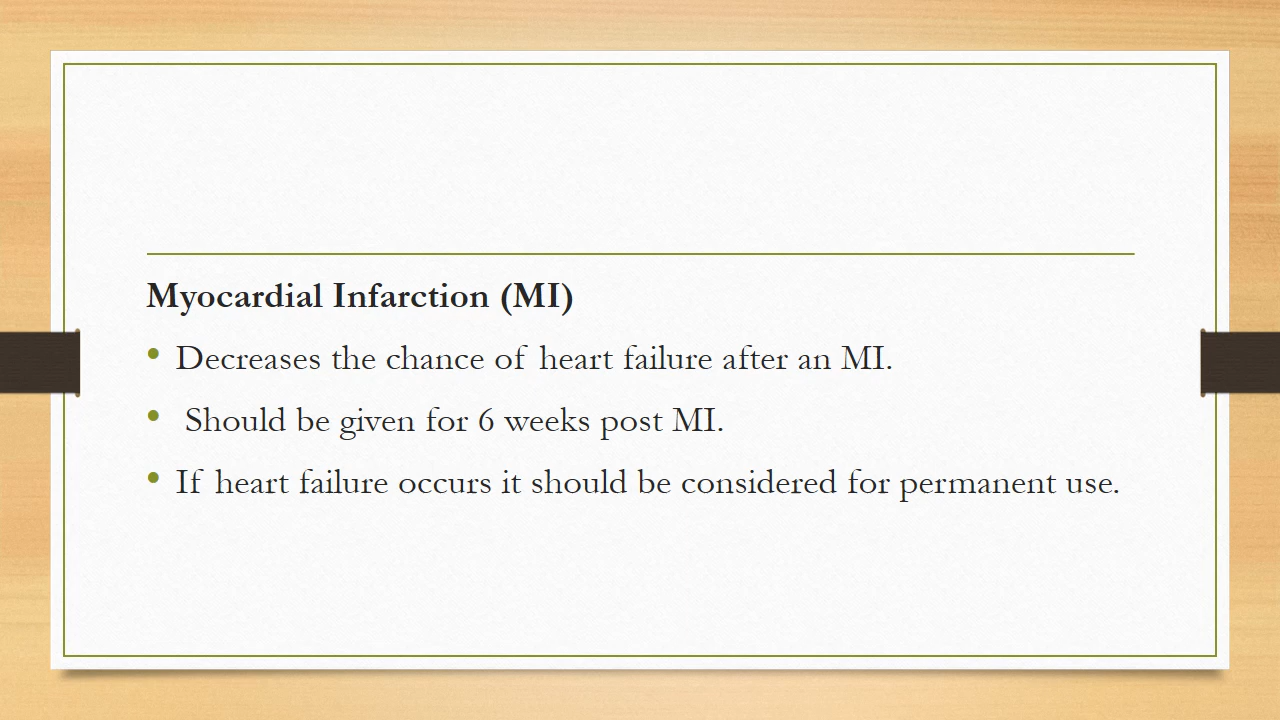 Myocardial Infarction (MI)
• Decreases the chance of heart failure after an MI.
• Should be given for 6 weeks post MI.
• If heart failure occurs it should be considered for permanent use.